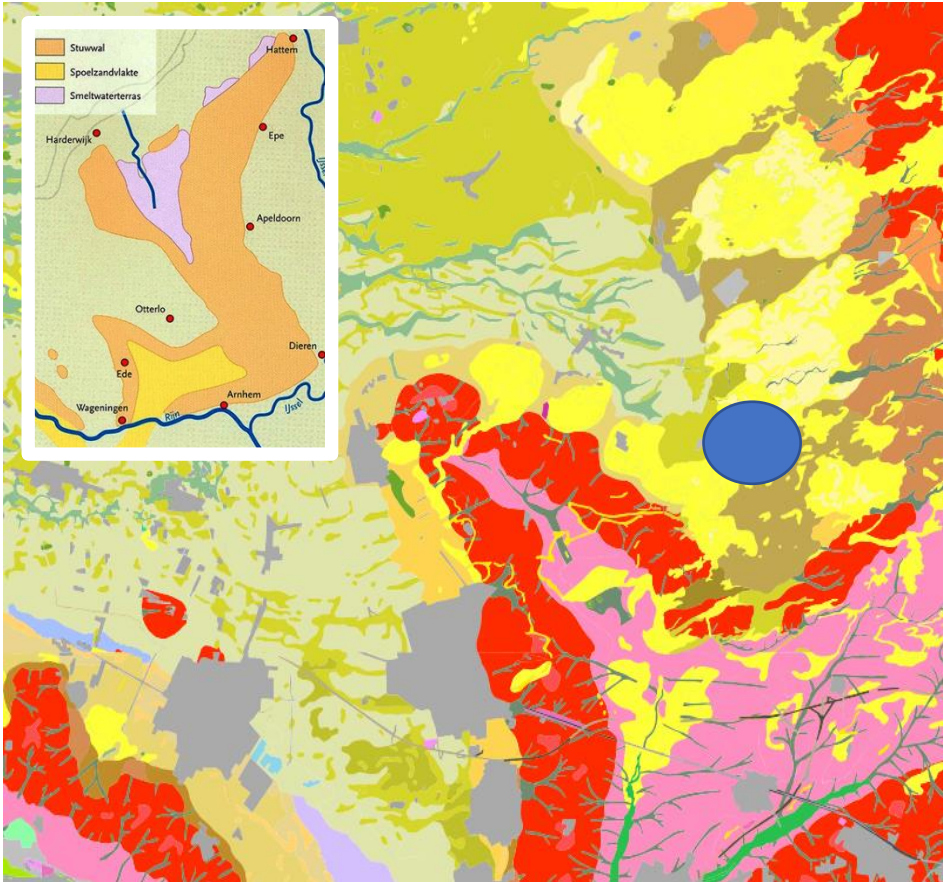 Stuwwal
Spoelzandvlakte
Smeltwaterterras
Hattem
Harderwijk
Epe
Apeldoorn
Otterlo
Dieren
Ede
Wageningen
Rijn
Arnhem
IJssel